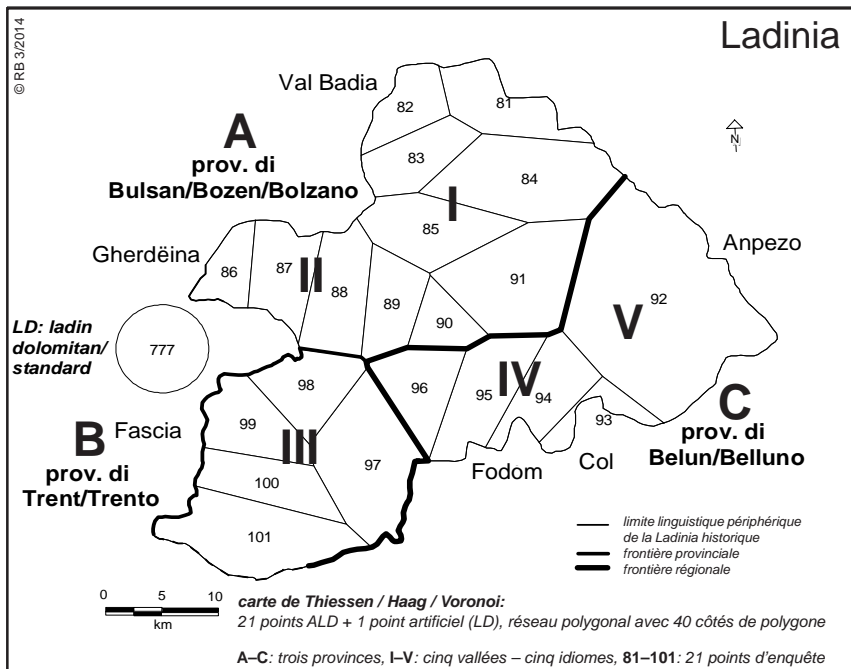 © RB 3/2014
Ladinia
Val Badia
82
81
A
prov. di
Bulsan/Bozen/Bolzano
83
84
N
I
85
Gherdëina
86
87
II
88
89
90
91
Anpezo
92
V
LD: ladin
dolomitan/
standard
777
98
96
95
IV
94
93
C
prov. di
Belun/Belluno
99
B
Fascia
prov. di
Trent/Trento
III
97
100
101
Fodom
Col
limite linguistique périphérique
de la Ladinia historique
frontière provinciale
frontière régionale
0 5 10
km
carte de Thiessen / Haag / Voronoi:
21 points ALD + 1 point artificiel (LD), réseau polygonal avec 40 côtés de polygone
A–C: trois provinces, I–V: cinq vallées – cinq idiomes, 81–101: 21 points d'enquête